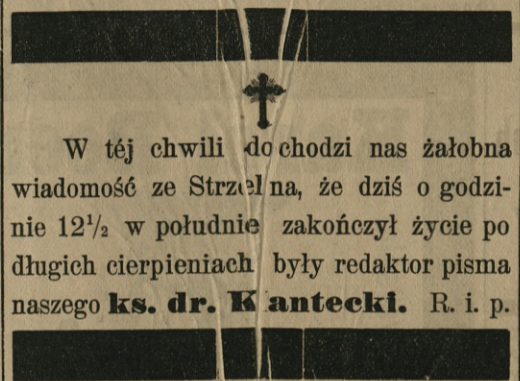 W téj chwili dochodzi nas żałobna
wiadomość ze Strzelna, że dziś o godzi-
nie 12½ w południe zakończył życie po
długich cierpieniach były redaktor pisma
naszego ks. dr. Kantecki. R. i. p.